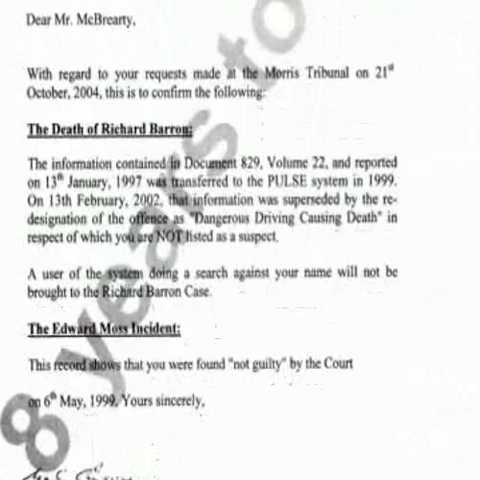 Dear Mr. McBrearty,
With regard to your requests made at the Morris Tribunal on 21st
October, 2004, this is to confirm the following:
The Death of Richard Barron:
The information contained in Document 829, Volume 22, and reported
on 13th January, 1997 was transferred to the PULSE system in 1999.
On 13th February, 2002, that information was superseded by the re-
designation of the offence as "Dangerous Driving Causing Death" in
respect of which you are NOT listed as a suspect.
A user of the system doing a search against your name will not be
brought to the Richard Barron Case.
The Edward Moss Incident:
This record shows that you were found "not guilty" by the Court
on 6th May, 1999. Yours sincerely,
8 years to